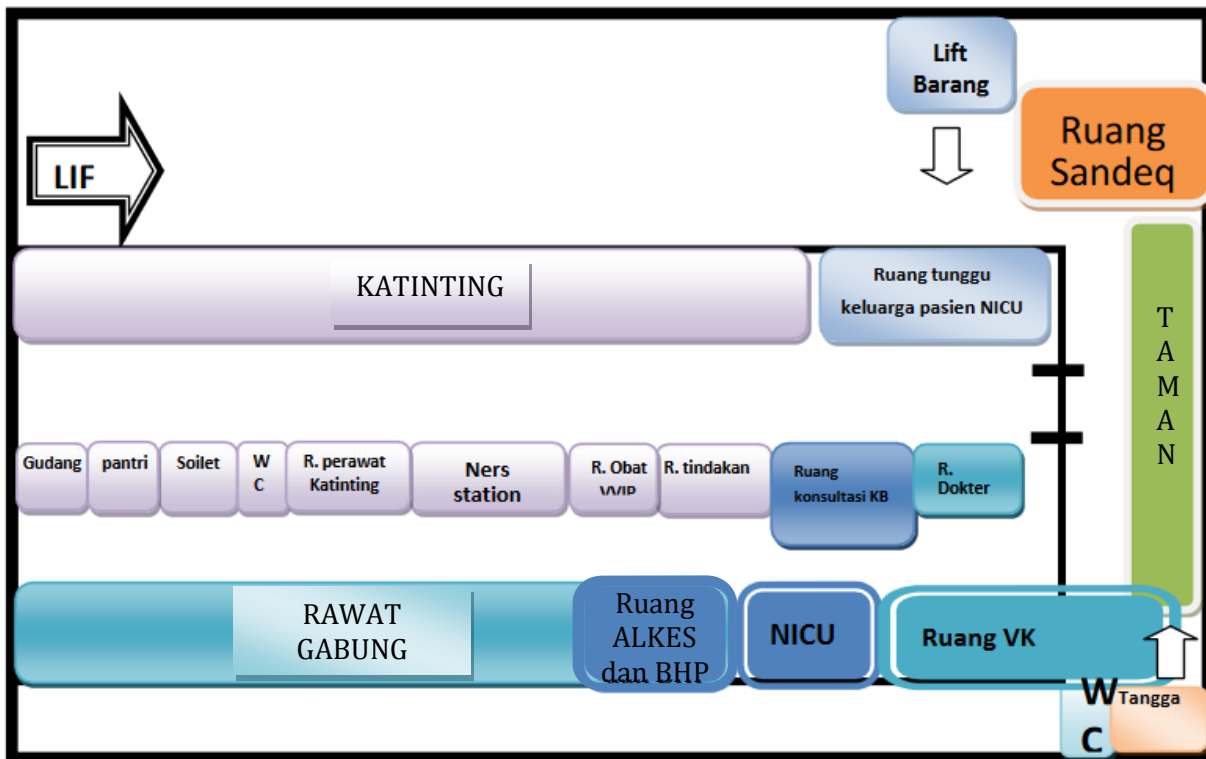 Lift
Barang
Ruang
Sandeq
LIF
KATINTING
Ruang tunggu
keluarga pasien NICU
T
A
M
A
N
Gudang
pantri
Soilet
W
C
R. perawat
Katinting
Ners
station
R. Obat
R. tindakan
Ruang
konsultasi KB
R.
Dokter
RAWAT
GABUNG
Ruang
ALKES
dan BHP
NICU
Ruang VK
W
C
Tangga